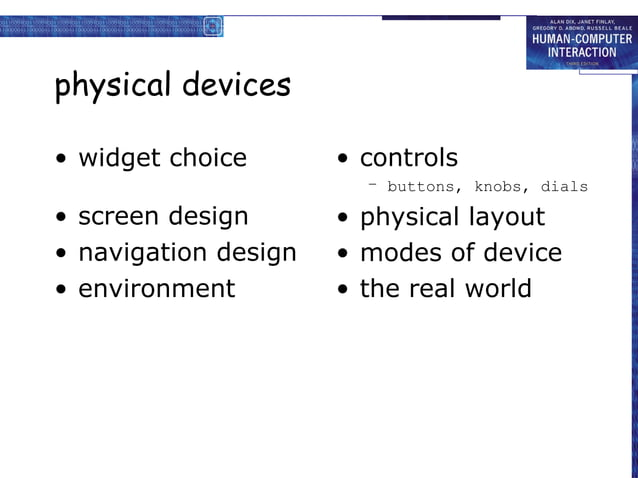 ALAN DIX, JANET FINLAY,
GREGORY D. ABOWD, RUSSELL BEALE
HUMAN-COMPUTER
INTERACTION
THIRD EDITION
physical devices
• widget choice
• screen design
• navigation design
• environment
• controls
– buttons, knobs, dials
• physical layout
• modes of device
• the real world